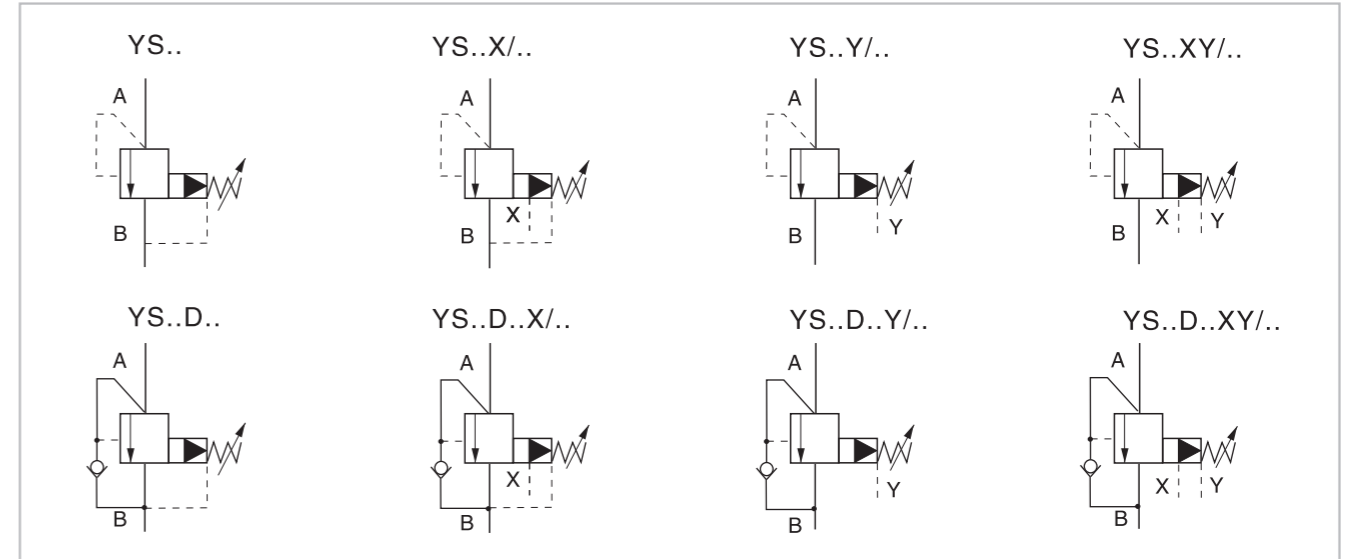 YS.. YS..X/.. YS..Y/.. YS..XY/..
A A A A
X X Y
Y
B B B B
YS..D.. YS..D..X/.. YS..D..Y/.. YS..D..XY/..
A A A A
X Y X Y
B B B B